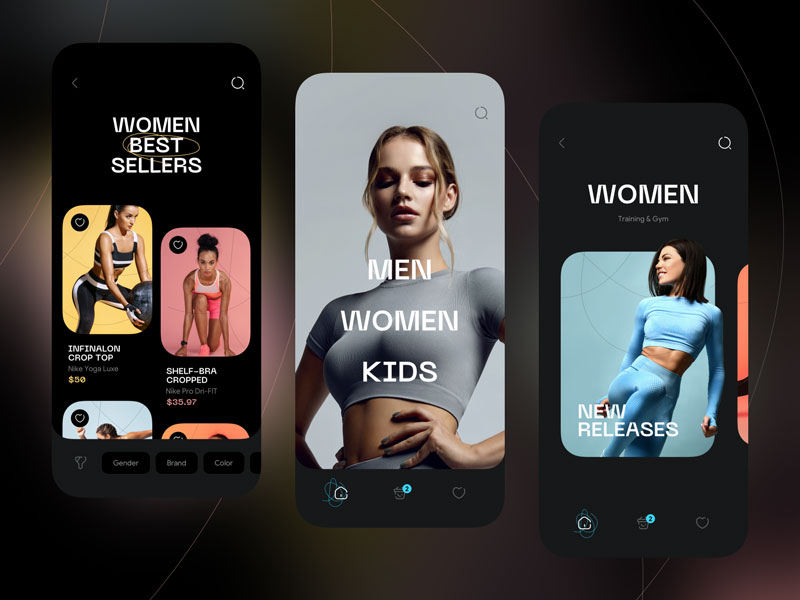 WOMEN
BEST
SELLERS
INFINALON
CROP TOP
Nike Yoga Luxe
$50
SHELF-BRA
CROPPED
Nike Pro Dri-FIT
$35.97
Gender
Brand
Color
MEN
WOMEN
KIDS
2
WOMEN
Training & Gym
NEW
RELEASES
2